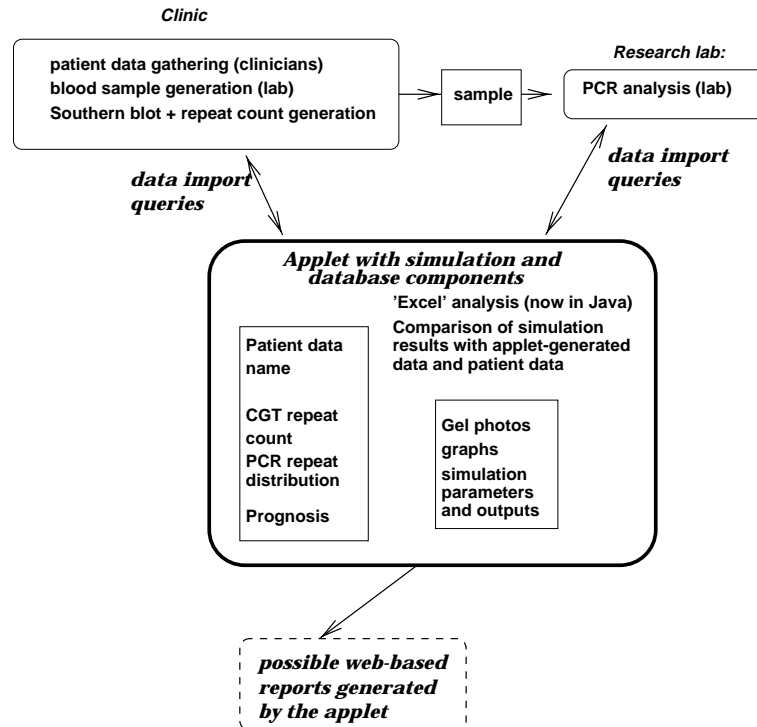 Clinic
patient data gathering (clinicians)
blood sample generation (lab)
Southern blot + repeat count generation
sample
Research lab:
PCR analysis (lab)
data import
queries
data import
queries
Applet with simulation and
database components
'Excel' analysis (now in Java)
Comparison of simulation
results with applet-generated
data and patient data
Patient data
name
CGT repeat
count
PCR repeat
distribution
Prognosis
Gel photos
graphs
simulation
parameters
and outputs
possible web-based
reports generated
by the applet